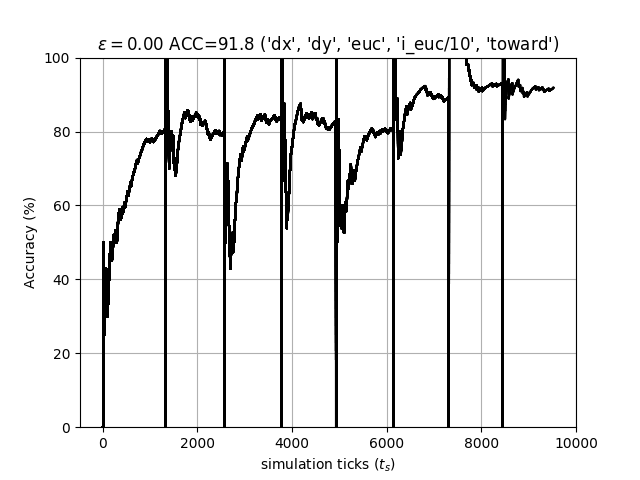 ε = 0.00 ACC=91.8 ('dx', 'dy', 'euc', 'i_euc/10', 'toward')
100
80
60
40
20
0
Accuracy (%)
0 2000 4000 6000 8000 10000
simulation ticks (tₛ)